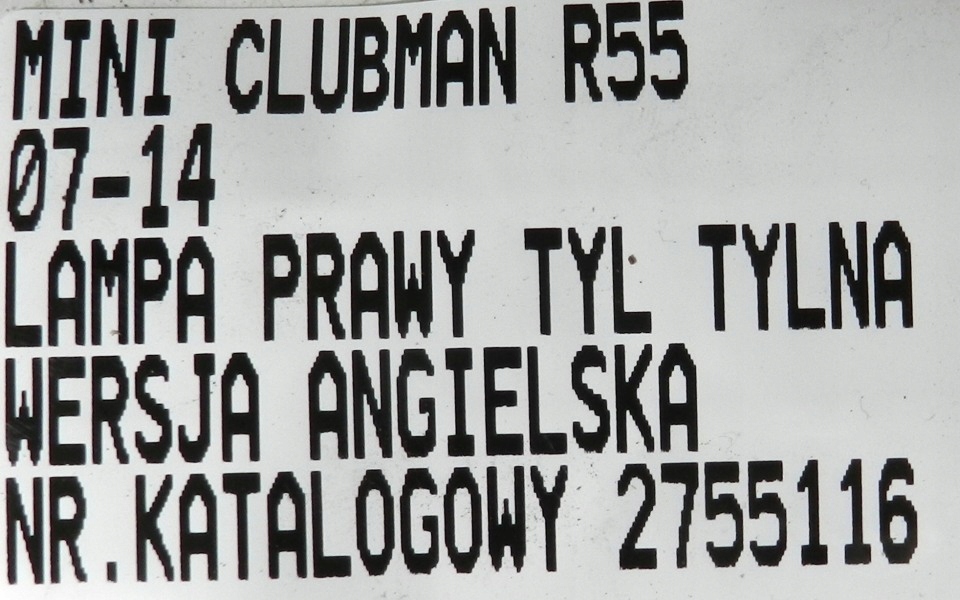 MINI CLUBMAN R55
07-14
LAMPA PRAWY TYL TYLNA
WERSJA ANGIELSKA
NR.KATALOGOWY 2755116